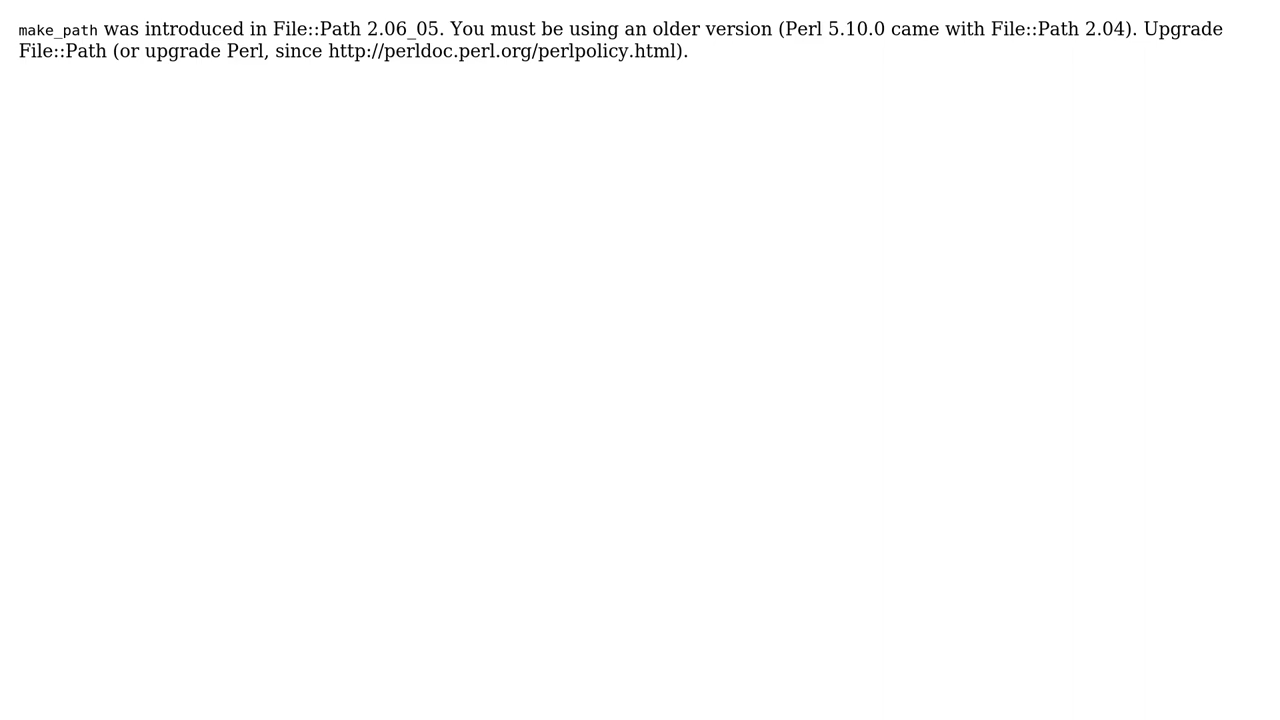 make_path was introduced in File::Path 2.06_05. You must be using an older version (Perl 5.10.0 came with File::Path 2.04). Upgrade
File::Path (or upgrade Perl, since http://perldoc.perl.org/perlpolicy.html).